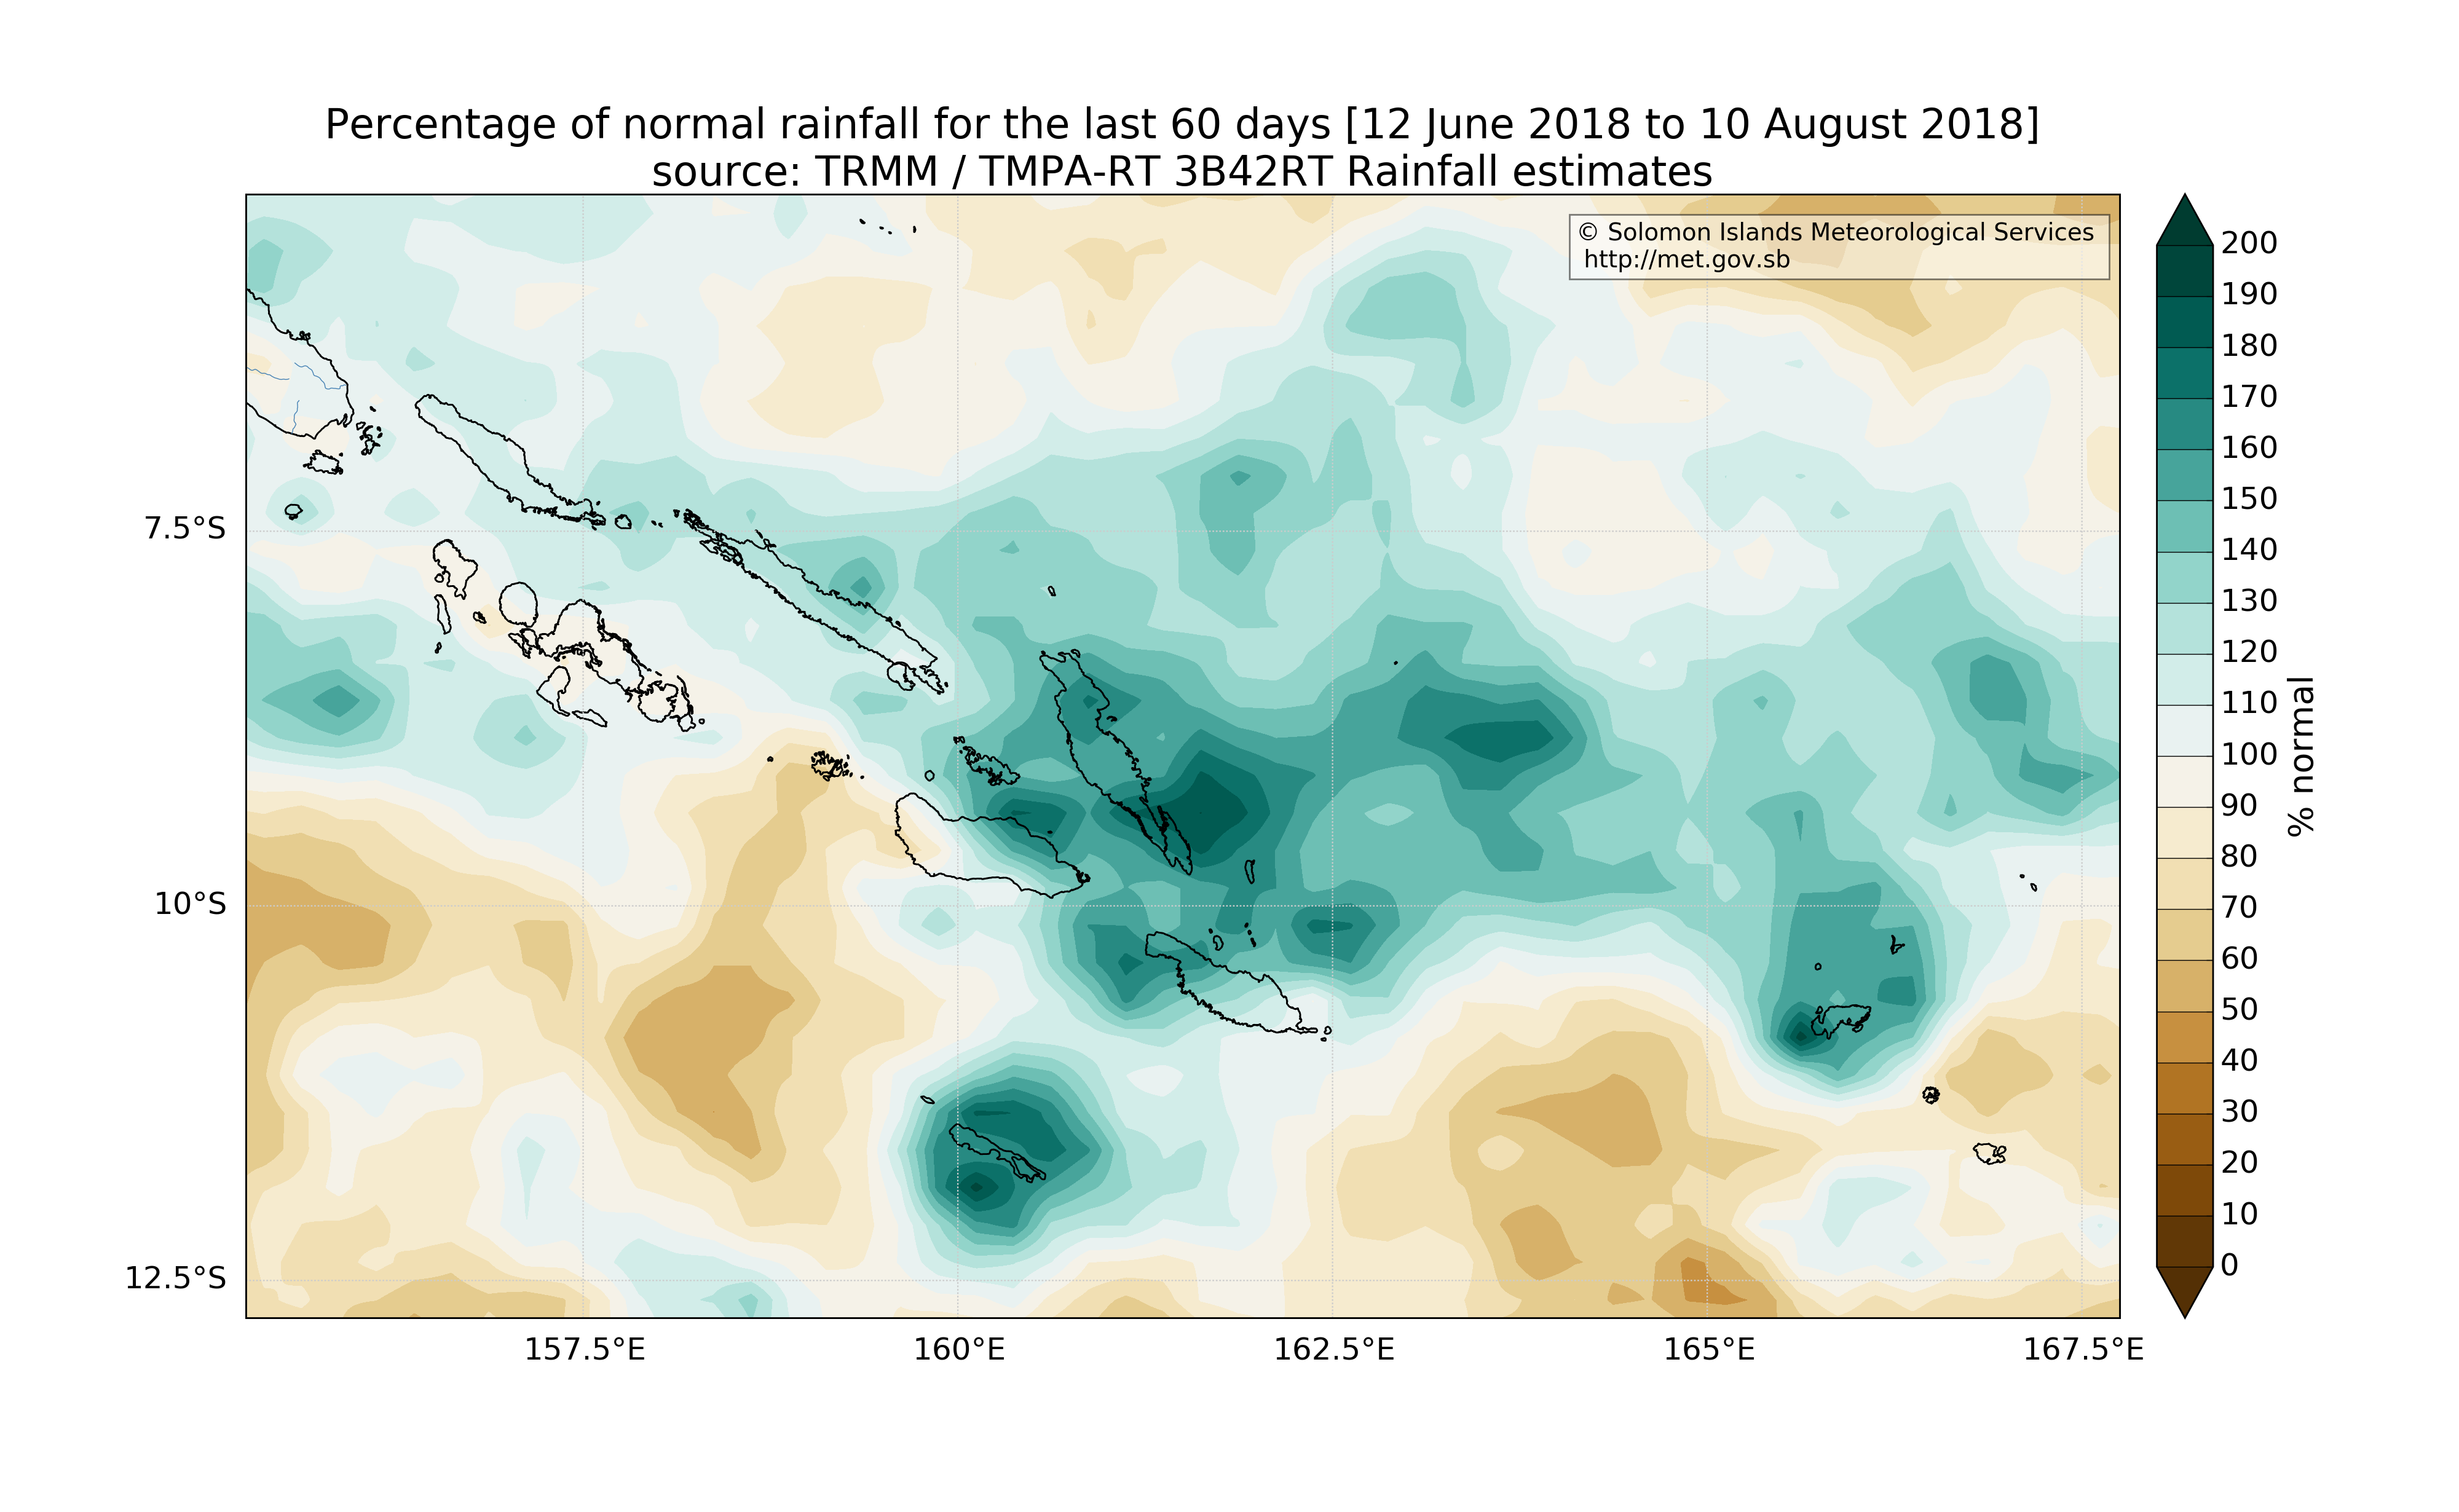 Percentage of normal rainfall for the last 60 days [12 June 2018 to 10 August 2018]
source: TRMM / TMPA-RT 3B42RT Rainfall estimates
© Solomon Islands Meteorological Services
http://met.gov.sb
7.5°S
10°S
12.5°S
157.5°E
160°E
162.5°E
165°E
167.5°E
200
190
180
170
160
150
140
130
120
110
100
90
80
70
60
50
40
30
20
10
0
% normal